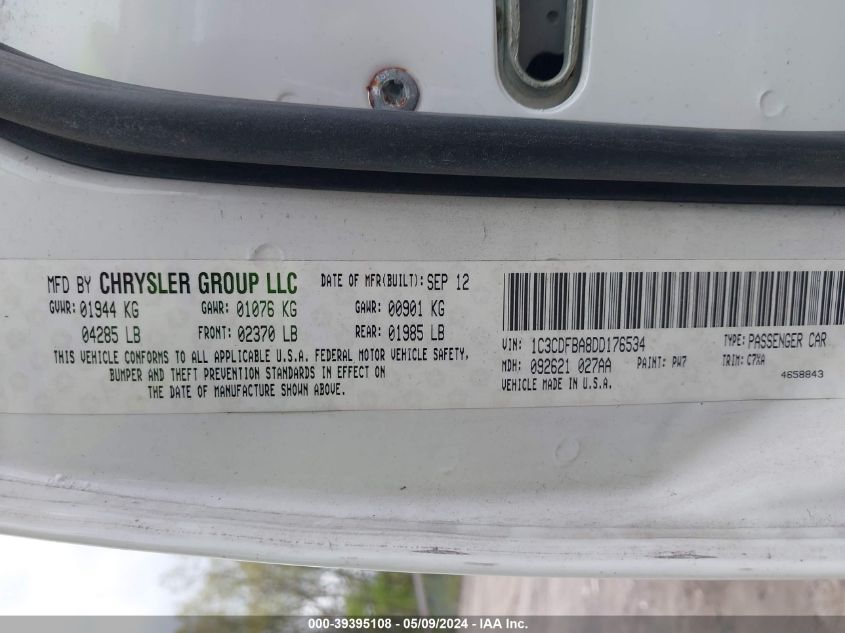 MFD BY CHRYSLER GROUP LLC DATE OF MFR(BUILT): SEP 12
GVWR: 01944 KG GAWR: 01076 KG GAWR: 00901 KG
04285 LB FRONT: 02370 LB REAR: 01985 LB
THIS VEHICLE CONFORMS TO ALL APPLICABLE U.S.A. FEDERAL MOTOR VEHICLE SAFETY,
BUMPER AND THEFT PREVENTION STANDARDS IN EFFECT ON
THE DATE OF MANUFACTURE SHOWN ABOVE.
VIN: 1C3CDFBA8DD176534 TYPE: PASSENGER CAR
MDH: 092621 027AA PAINT: PW7 TRIM: C7XA
VEHICLE MADE IN U.S.A. 4658843
000-39395108 - 05/09/2024 - IAA Inc.